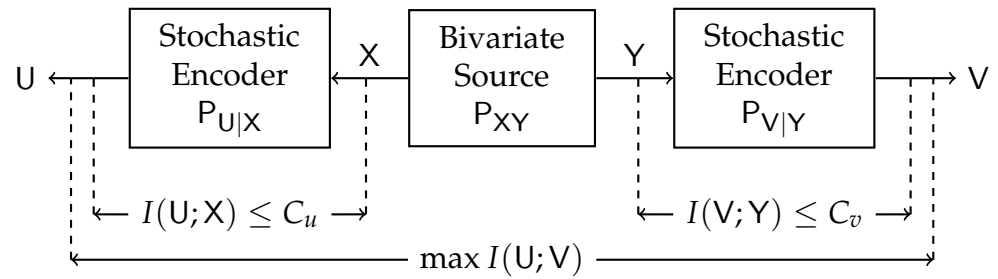 Stochastic
Encoder
P_{U|X}
Bivariate
Source
P_{XY}
Stochastic
Encoder
P_{V|Y}
U
X
Y
V
I(U; X) ≤ C_u
I(V; Y) ≤ C_v
max I(U; V)